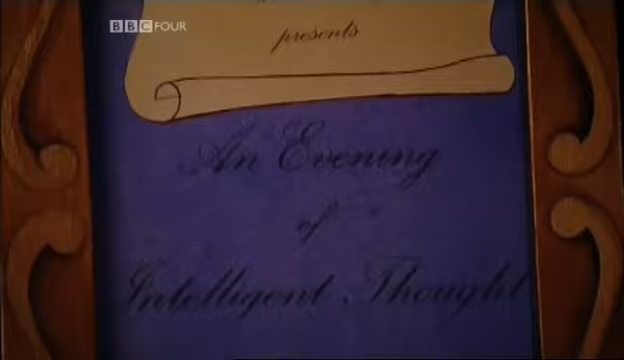 BBC FOUR
presents
An Evening
of
Intelligent Thought